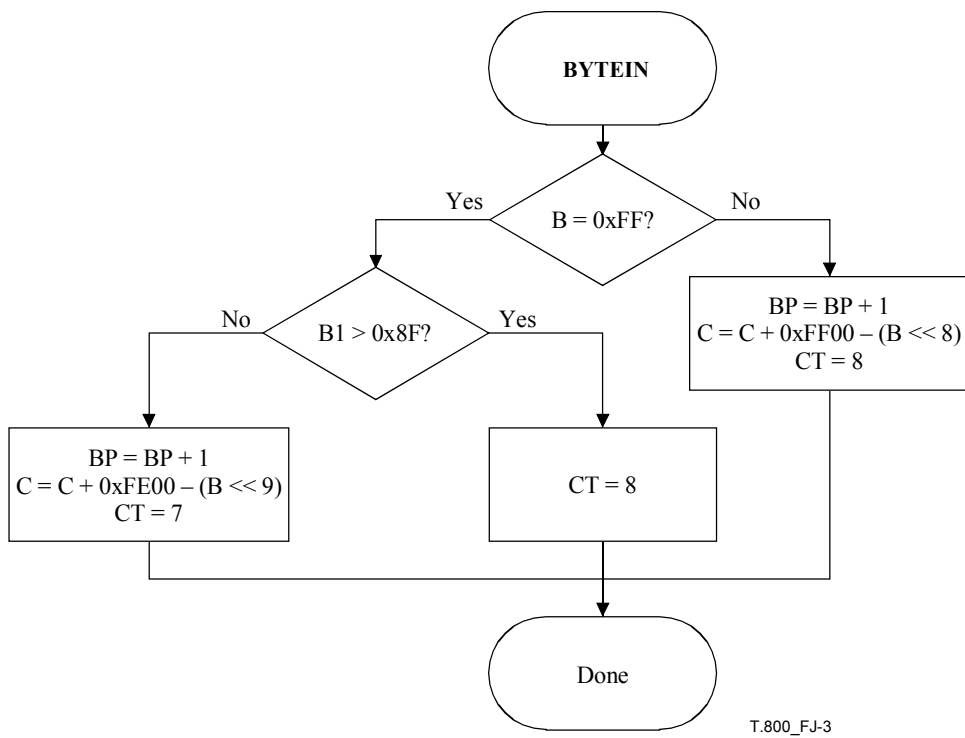 BYTEIN
Yes
B = 0xFF?
No
No
B1 > 0x8F?
Yes
BP = BP + 1
C = C + 0xFF00 – (B << 8)
CT = 8
BP = BP + 1
C = C + 0xFE00 – (B << 9)
CT = 7
CT = 8
Done
T.800_FJ-3